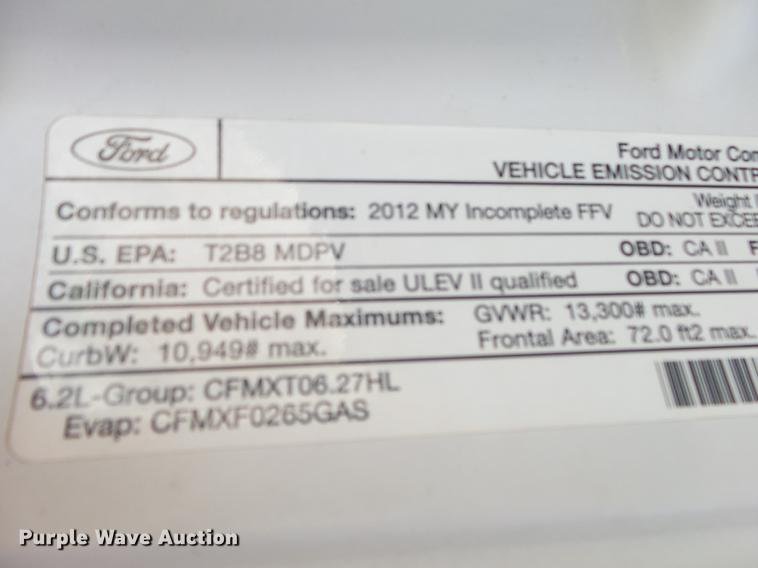 Ford
Ford Motor Com
VEHICLE EMISSION CONTR
Conforms to regulations: 2012 MY Incomplete FFV
Weight
DO NOT EXCEE
U.S. EPA: T2B8 MDPV OBD: CA II F
California: Certified for sale ULEV II qualified OBD: CA II
Completed Vehicle Maximums: GVWR: 13,300# max.
CurbW: 10,949# max. Frontal Area: 72.0 ft2 max.
6.2L-Group: CFMXT06.27HL
Evap: CFMXF0265GAS
Purple Wave Auction